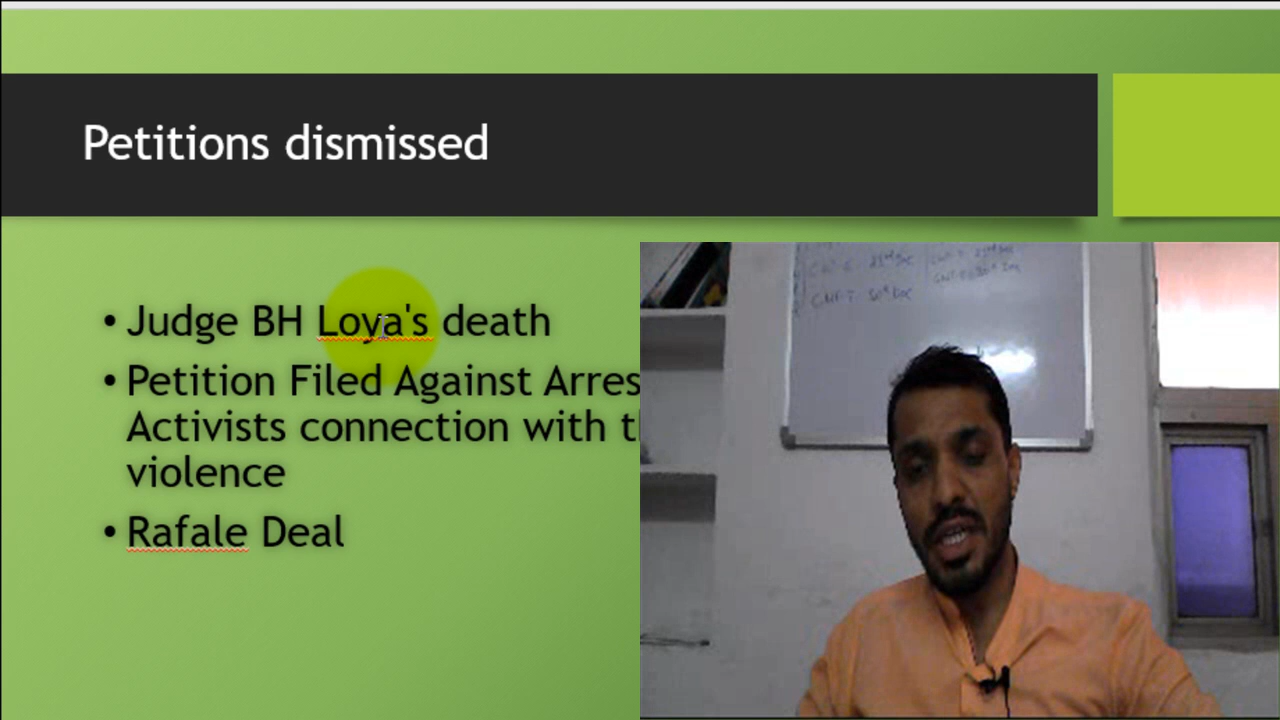 Petitions dismissed
• Judge BH Loya's death
• Petition Filed Against Arres
Activists connection with t
violence
• Rafale Deal